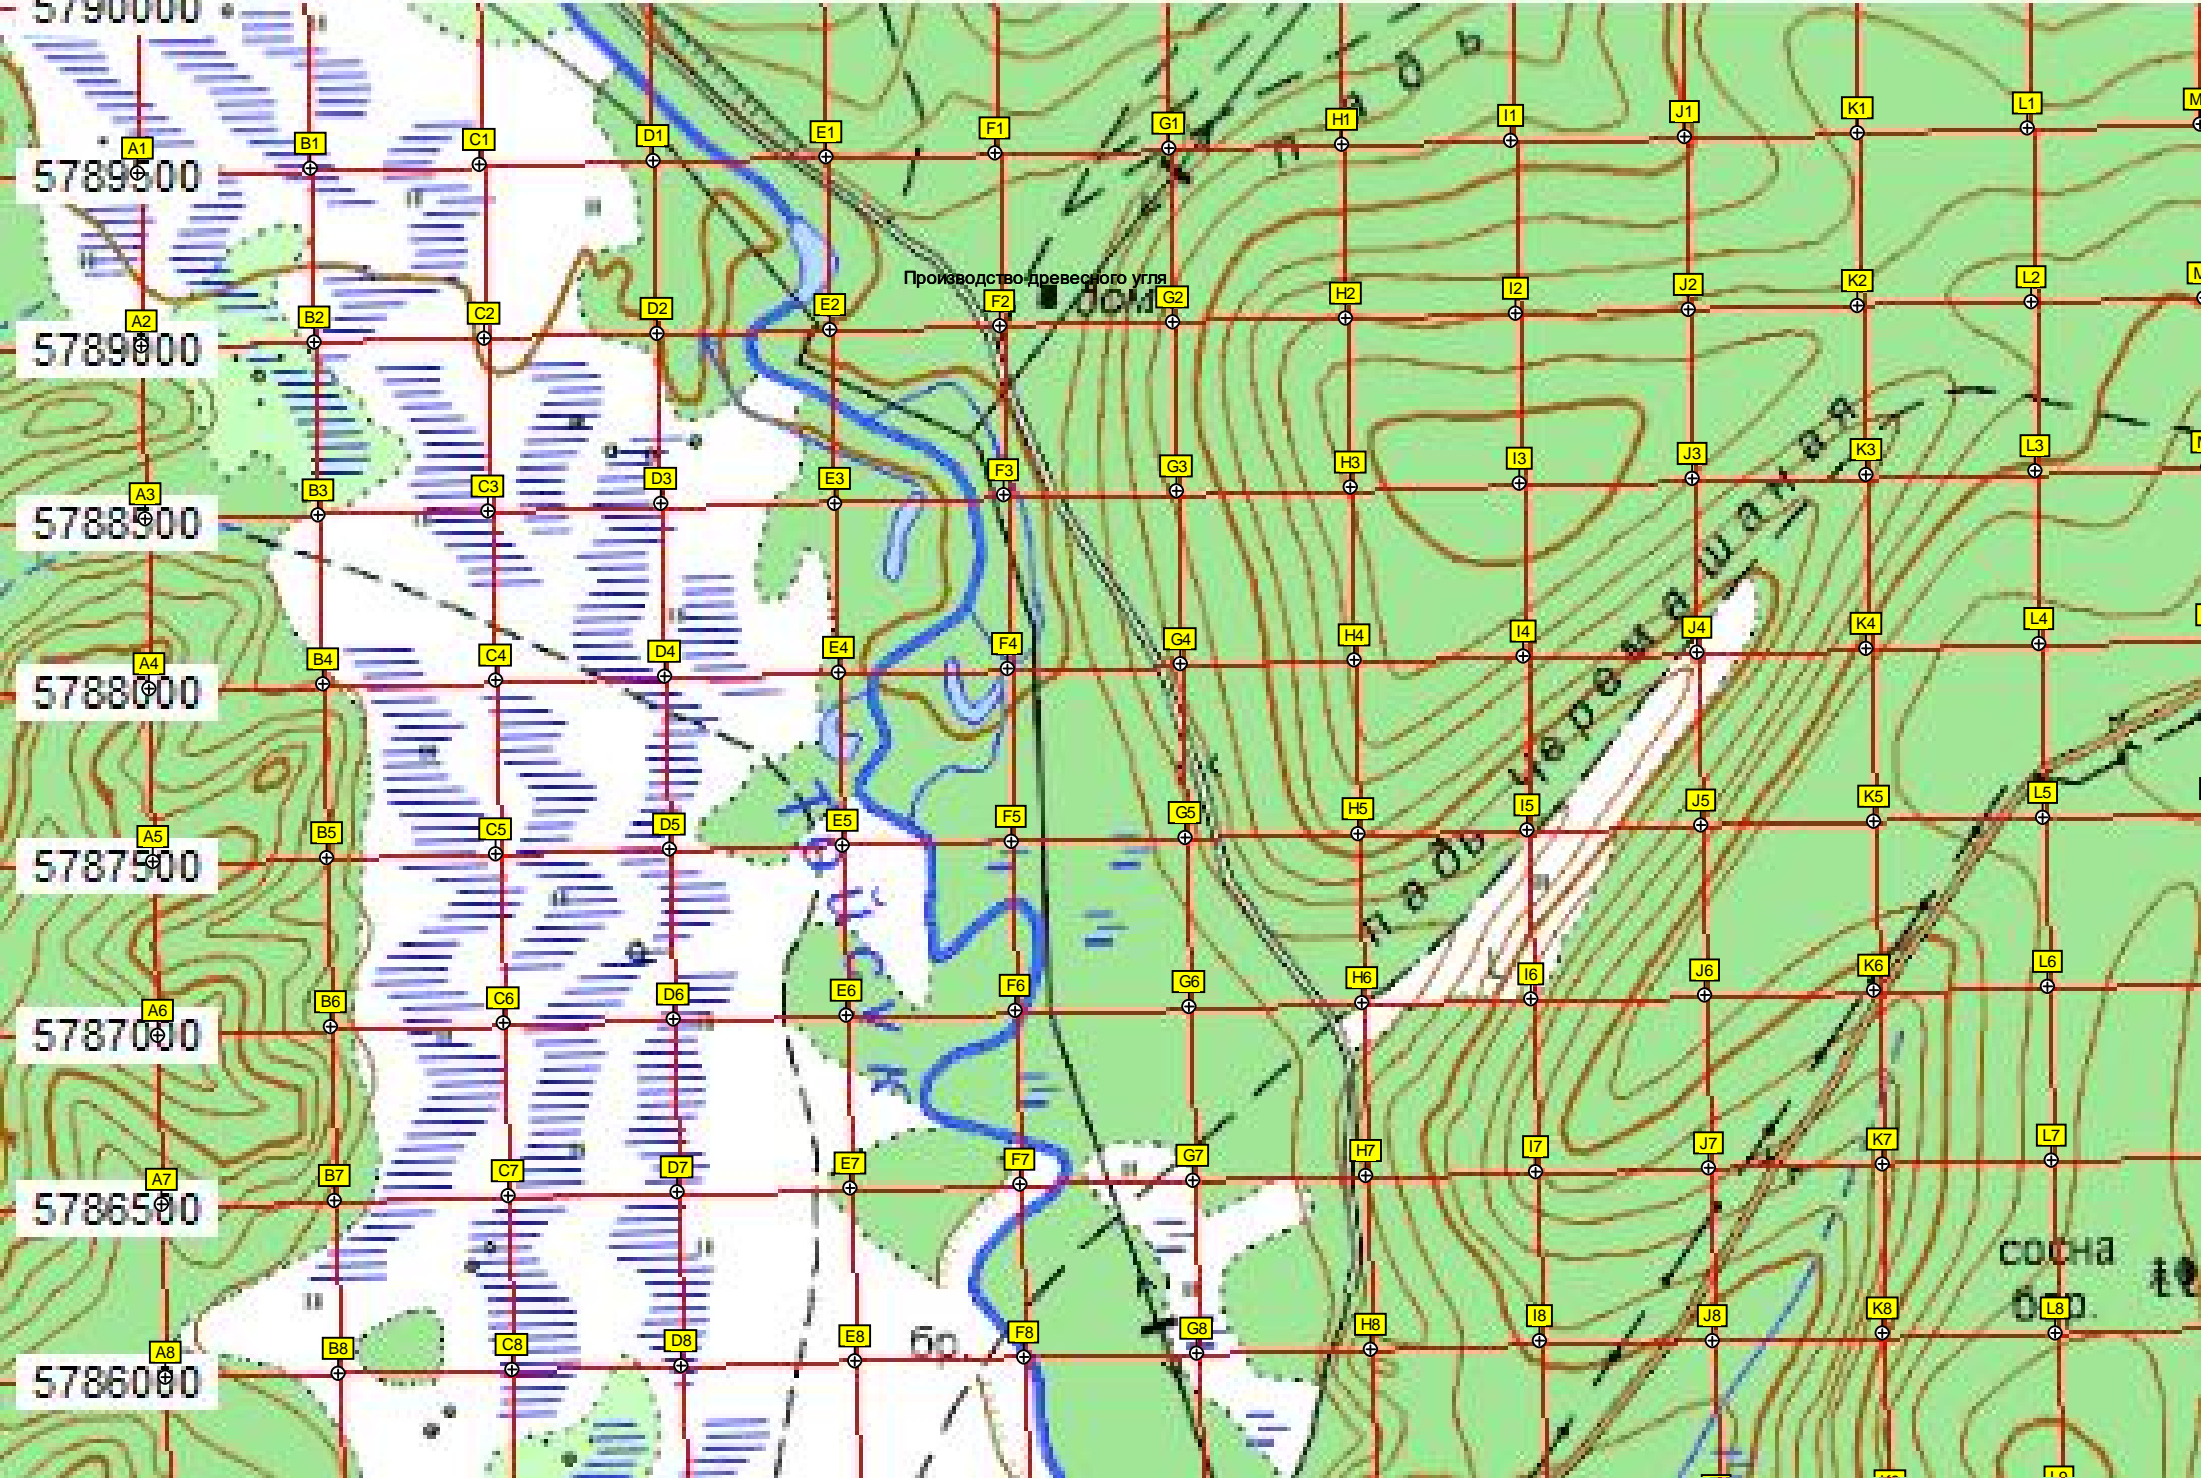 5790000
падь
A1 B1 C1 D1 E1 F1 G1 H1 I1 J1 K1 L1
5789500
Производство древесного угля
дом
A2 B2 C2 D2 E2 F2 G2 H2 I2 J2 K2 L2
5789000
A3 B3 C3 D3 E3 F3 G3 H3 I3 J3 K3 L3
5788500
падь Черемшаная
A4 B4 C4 D4 E4 F4 G4 H4 I4 J4 K4 L4
5788000
A5 B5 C5 D5 E5 F5 G5 H5 I5 J5 K5 L5
5787500
A6 B6 C6 D6 E6 F6 G6 H6 I6 J6 K6 L6
5787000
A7 B7 C7 D7 E7 F7 G7 H7 I7 J7 K7 L7
5786500
сосна
бр.
A8 B8 C8 D8 E8 F8 G8 H8 I8 J8 K8 L8
5786000